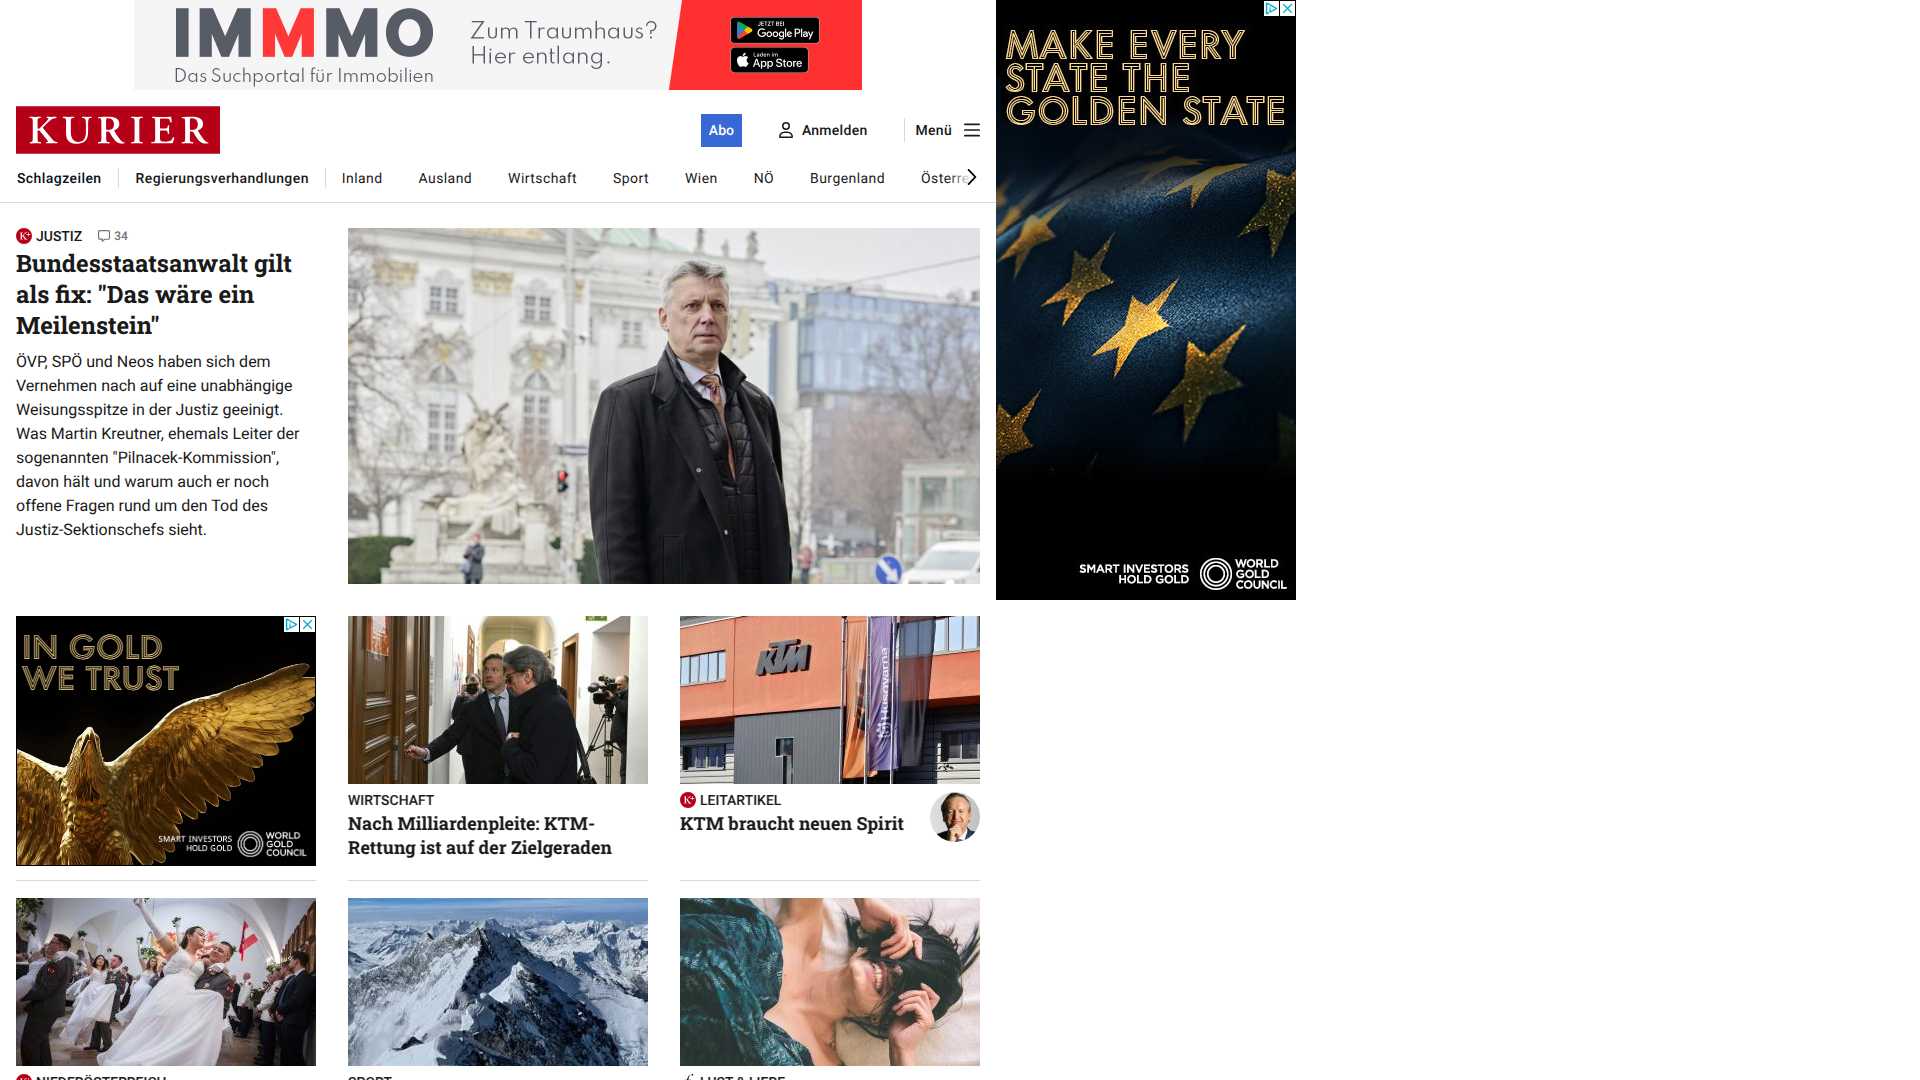 IMMMO
Das Suchportal für Immobilien
Zum Traumhaus?
Hier entlang.
JETZT BEI
Google Play
Laden im
App Store
MAKE EVERY
STATE THE
GOLDEN STATE
SMART INVESTORS
HOLD GOLD
WORLD
GOLD
COUNCIL
KURIER
Abo
Anmelden
Menü
Schlagzeilen
Regierungsverhandlungen
Inland
Ausland
Wirtschaft
Sport
Wien
NÖ
Burgenland
Österre
K+ JUSTIZ 34
Bundesstaatsanwalt gilt
als fix: "Das wäre ein
Meilenstein"
ÖVP, SPÖ und Neos haben sich dem
Vernehmen nach auf eine unabhängige
Weisungsspitze in der Justiz geeinigt.
Was Martin Kreutner, ehemals Leiter der
sogenannten "Pilnacek-Kommission",
davon hält und warum auch er noch
offene Fragen rund um den Tod des
Justiz-Sektionschefs sieht.
IN GOLD
WE TRUST
SMART INVESTORS
HOLD GOLD
WORLD
GOLD
COUNCIL
WIRTSCHAFT
Nach Milliardenpleite: KTM-
Rettung ist auf der Zielgeraden
KTM
Husqvarna
K+ LEITARTIKEL
KTM braucht neuen Spirit
NIEDERÖSTERREICH
SPORT
LUST & LIEBE